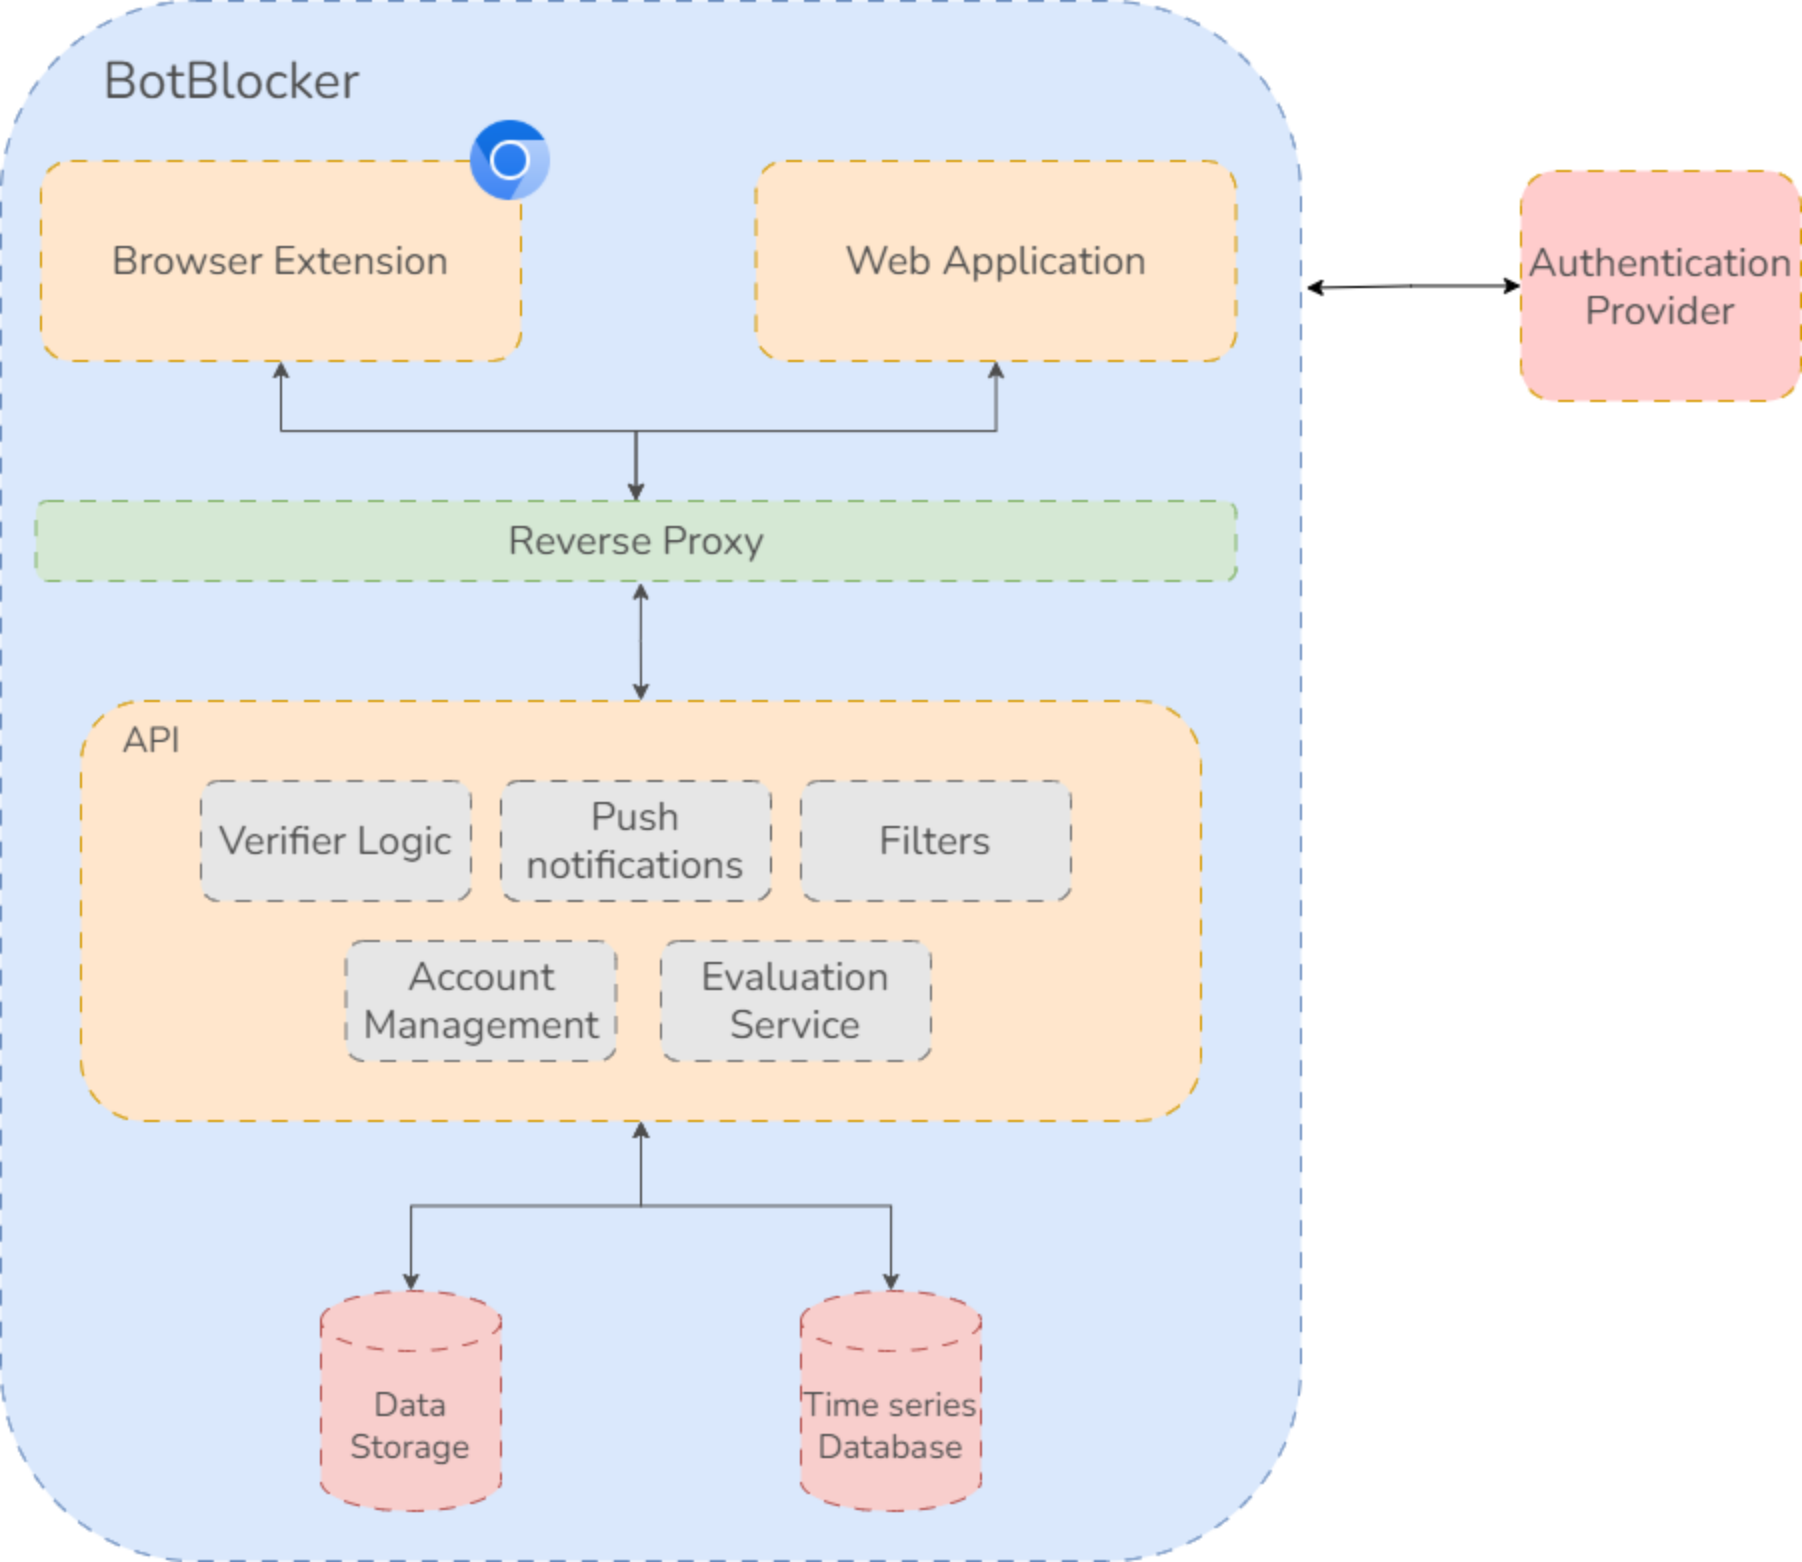 BotBlocker
Browser Extension
Web Application
Authentication
Provider
Reverse Proxy
API
Verifier Logic
Push
notifications
Filters
Account
Management
Evaluation
Service
Data
Storage
Time series
Database